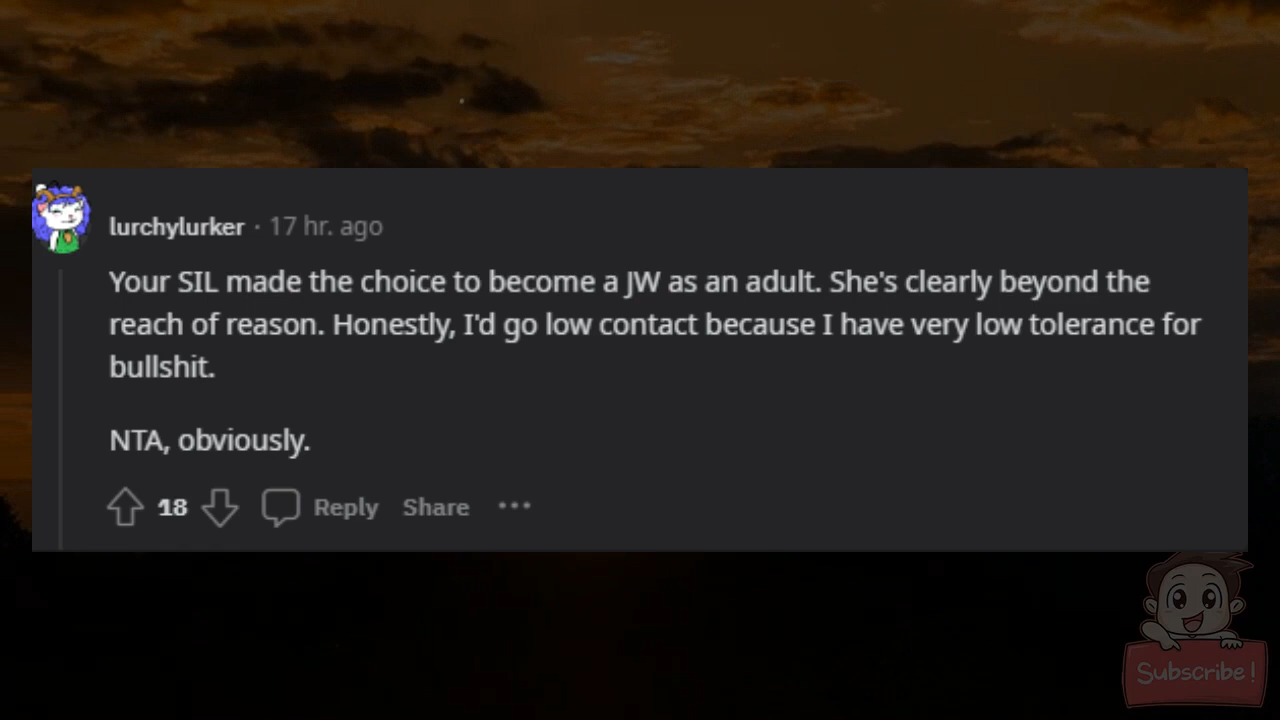 lurchylurker · 17 hr. ago
Your SIL made the choice to become a JW as an adult. She's clearly beyond the
reach of reason. Honestly, I'd go low contact because I have very low tolerance for
bullshit.
NTA, obviously.
18 Reply Share ···
Subscribe!